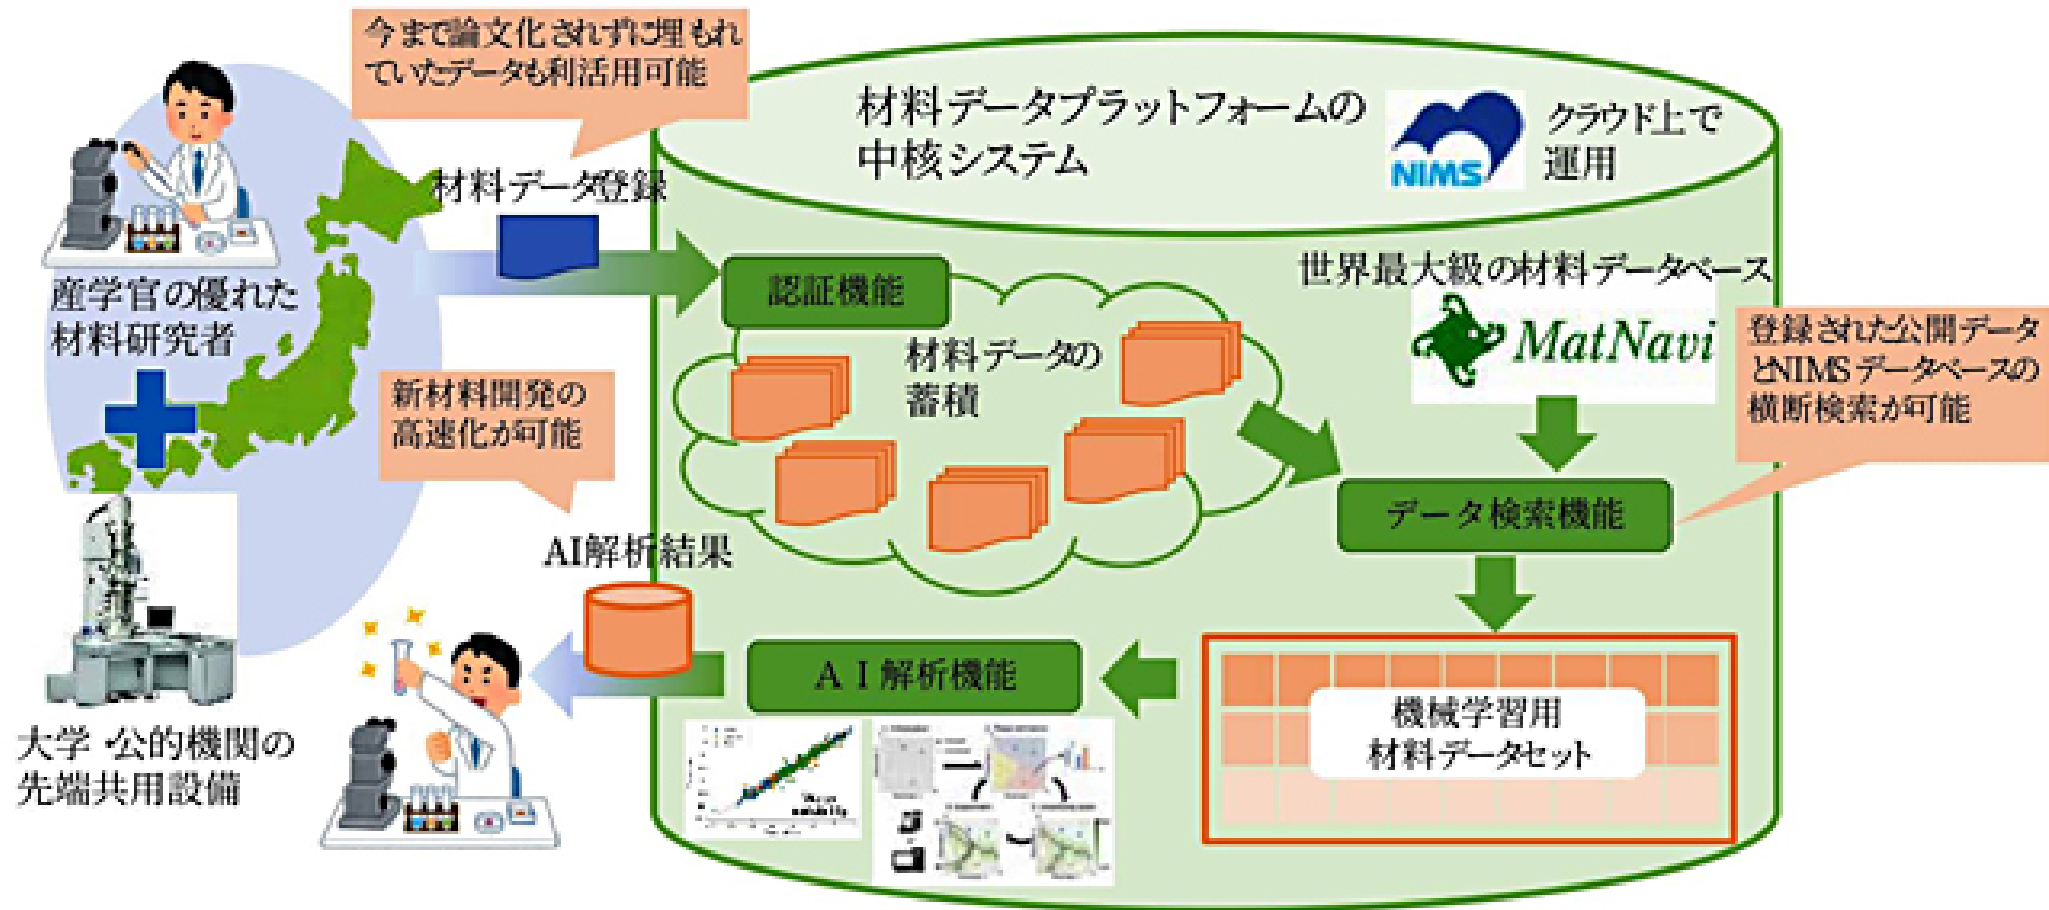 今まで論文化されずに埋もれ
ていたデータも利活用可能
材料データプラットフォームの
中核システム
NIMS
クラウド上で
運用
材料データ登録
産学官の優れた
材料研究者
認証機能
世界最大級の材料データベース
MatNavi
登録された公開データ
とNIMSデータベースの
横断検索が可能
材料データの
蓄積
新材料開発の
高速化が可能
データ検索機能
AI解析結果
ＡＩ解析機能
機械学習用
材料データセット
大学・公的機関の
先端共用設備